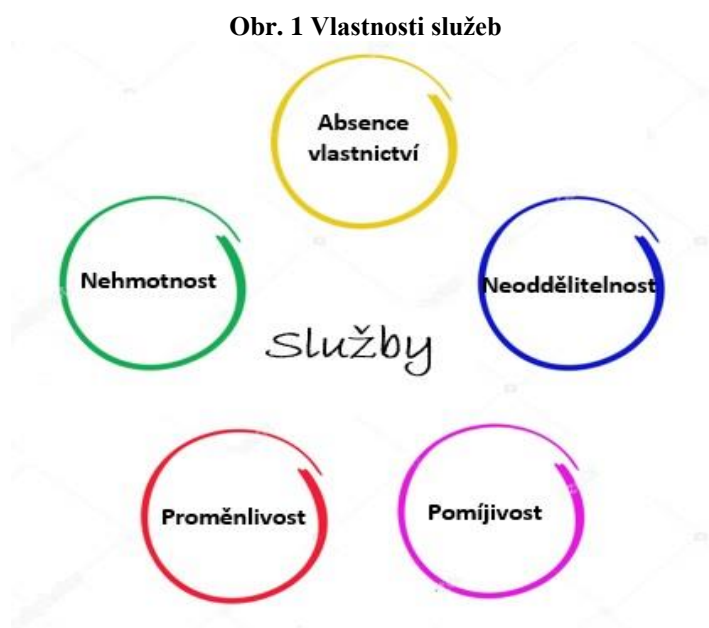 Obr. 1 Vlastnosti služeb
Absence
vlastnictví
Nehmotnost
Neoddělitelnost
Služby
Proměnlivost
Pomíjivost